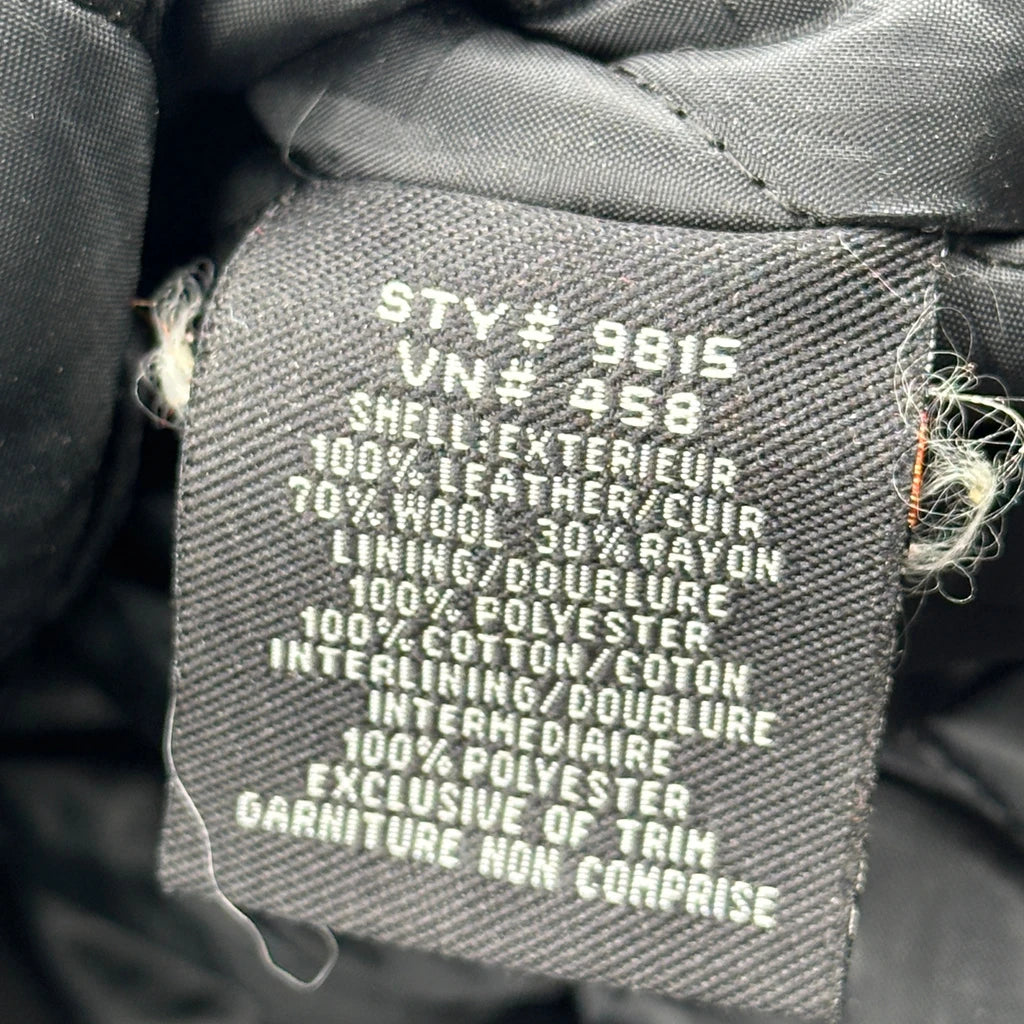 STY# 9815
VN# 458
SHELL:EXTERIEUR
100% LEATHER/CUIR
70% WOOL 30% RAYON
LINING/DOUBLURE
100% POLYESTER
100% COTTON/COTON
INTERLINING/DOUBLURE
INTERMEDIAIRE
100% POLYESTER
EXCLUSIVE OF TRIM
GARNITURE NON COMPRISE